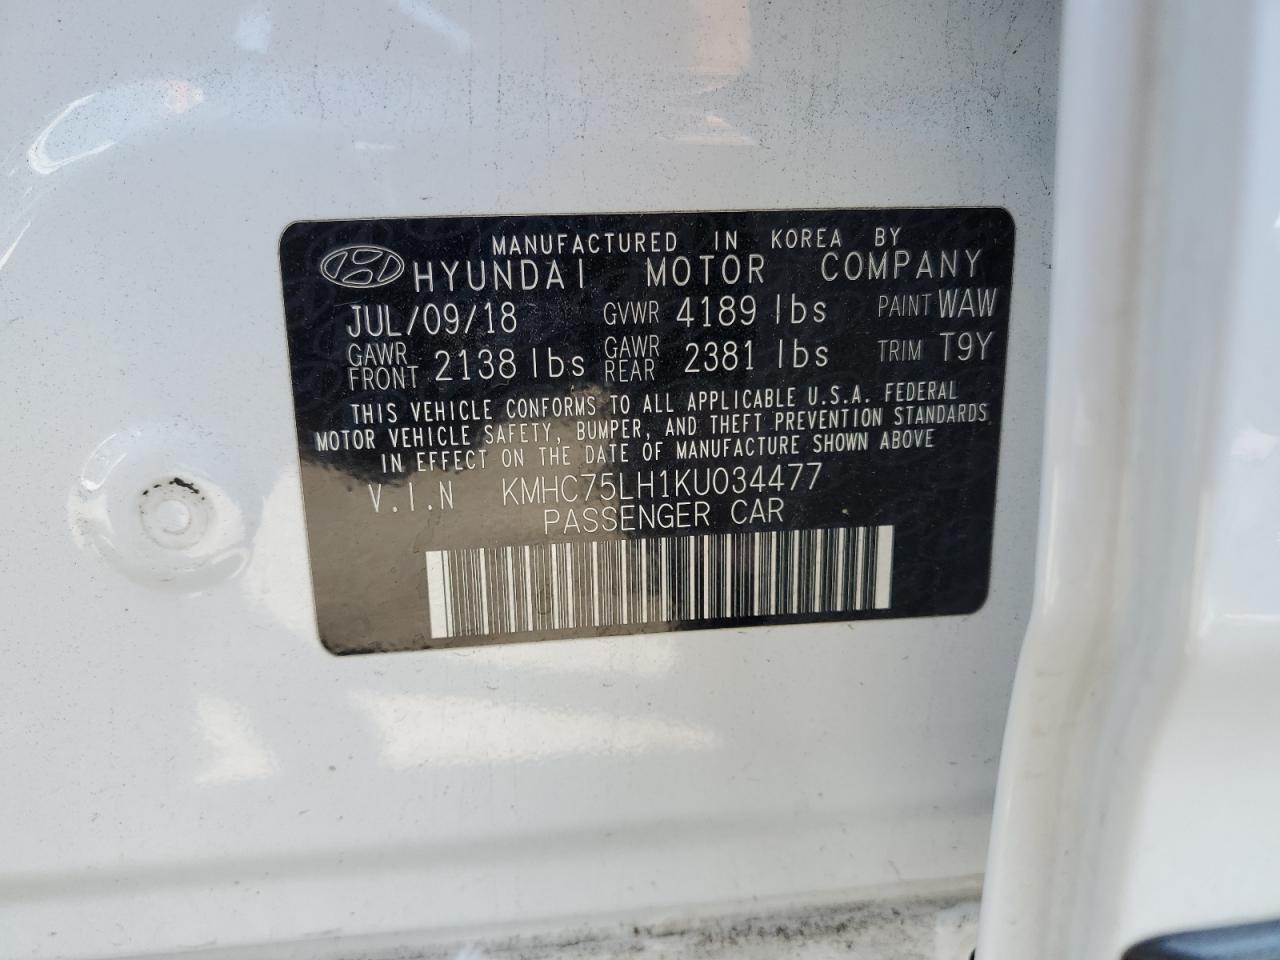 MANUFACTURED IN KOREA BY
HYUNDAI MOTOR COMPANY
JUL/09/18 GVWR 4189 lbs PAINT WAW
GAWR FRONT 2138 lbs GAWR REAR 2381 lbs TRIM T9Y
THIS VEHICLE CONFORMS TO ALL APPLICABLE U.S.A. FEDERAL
MOTOR VEHICLE SAFETY, BUMPER, AND THEFT PREVENTION STANDARDS
IN EFFECT ON THE DATE OF MANUFACTURE SHOWN ABOVE
V.I.N KMHC75LH1KU034477
PASSENGER CAR